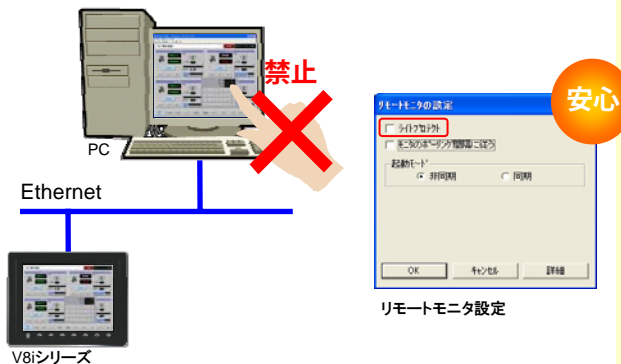 禁止
PC
Ethernet
V8iシリーズ
安心
リモートモニタの設定
ライトプロテクト
起動モード
非同期
同期
OK
キャンセル
詳細
リモートモニタ設定